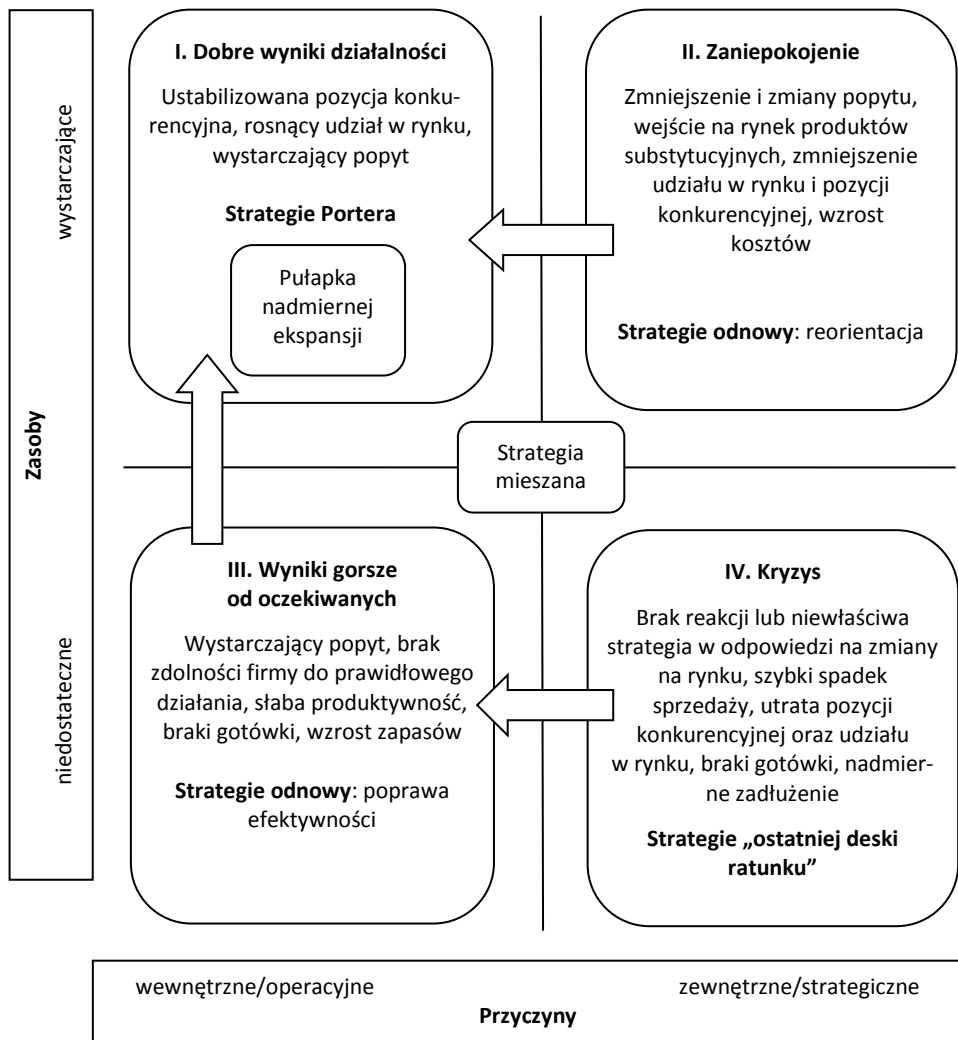 I. Dobre wyniki działalności
Ustabilizowana pozycja konku-
rencyjna, rosnący udział w rynku,
wystarczający popyt
Strategie Portera
Pułapka
nadmiernej
ekspansji
II. Zaniepokojenie
Zmniejszenie i zmiany popytu,
wejście na rynek produktów
substytucyjnych, zmniejszenie
udziału w rynku i pozycji
konkurencyjnej, wzrost
kosztów
Strategie odnowy: reorientacja
wystarczające
Zasoby
niedostateczne
Strategia
mieszana
III. Wyniki gorsze
od oczekiwanych
Wystarczający popyt, brak
zdolności firmy do prawidłowego
działania, słaba produktywność,
braki gotówki, wzrost zapasów
Strategie odnowy: poprawa
efektywności
IV. Kryzys
Brak reakcji lub niewłaściwa
strategia w odpowiedzi na zmiany
na rynku, szybki spadek
sprzedaży, utrata pozycji
konkurencyjnej oraz udziału
w rynku, braki gotówki, nadmier-
ne zadłużenie
Strategie „ostatniej deski
ratunku”
wewnętrzne/operacyjne
zewnętrzne/strategiczne
Przyczyny